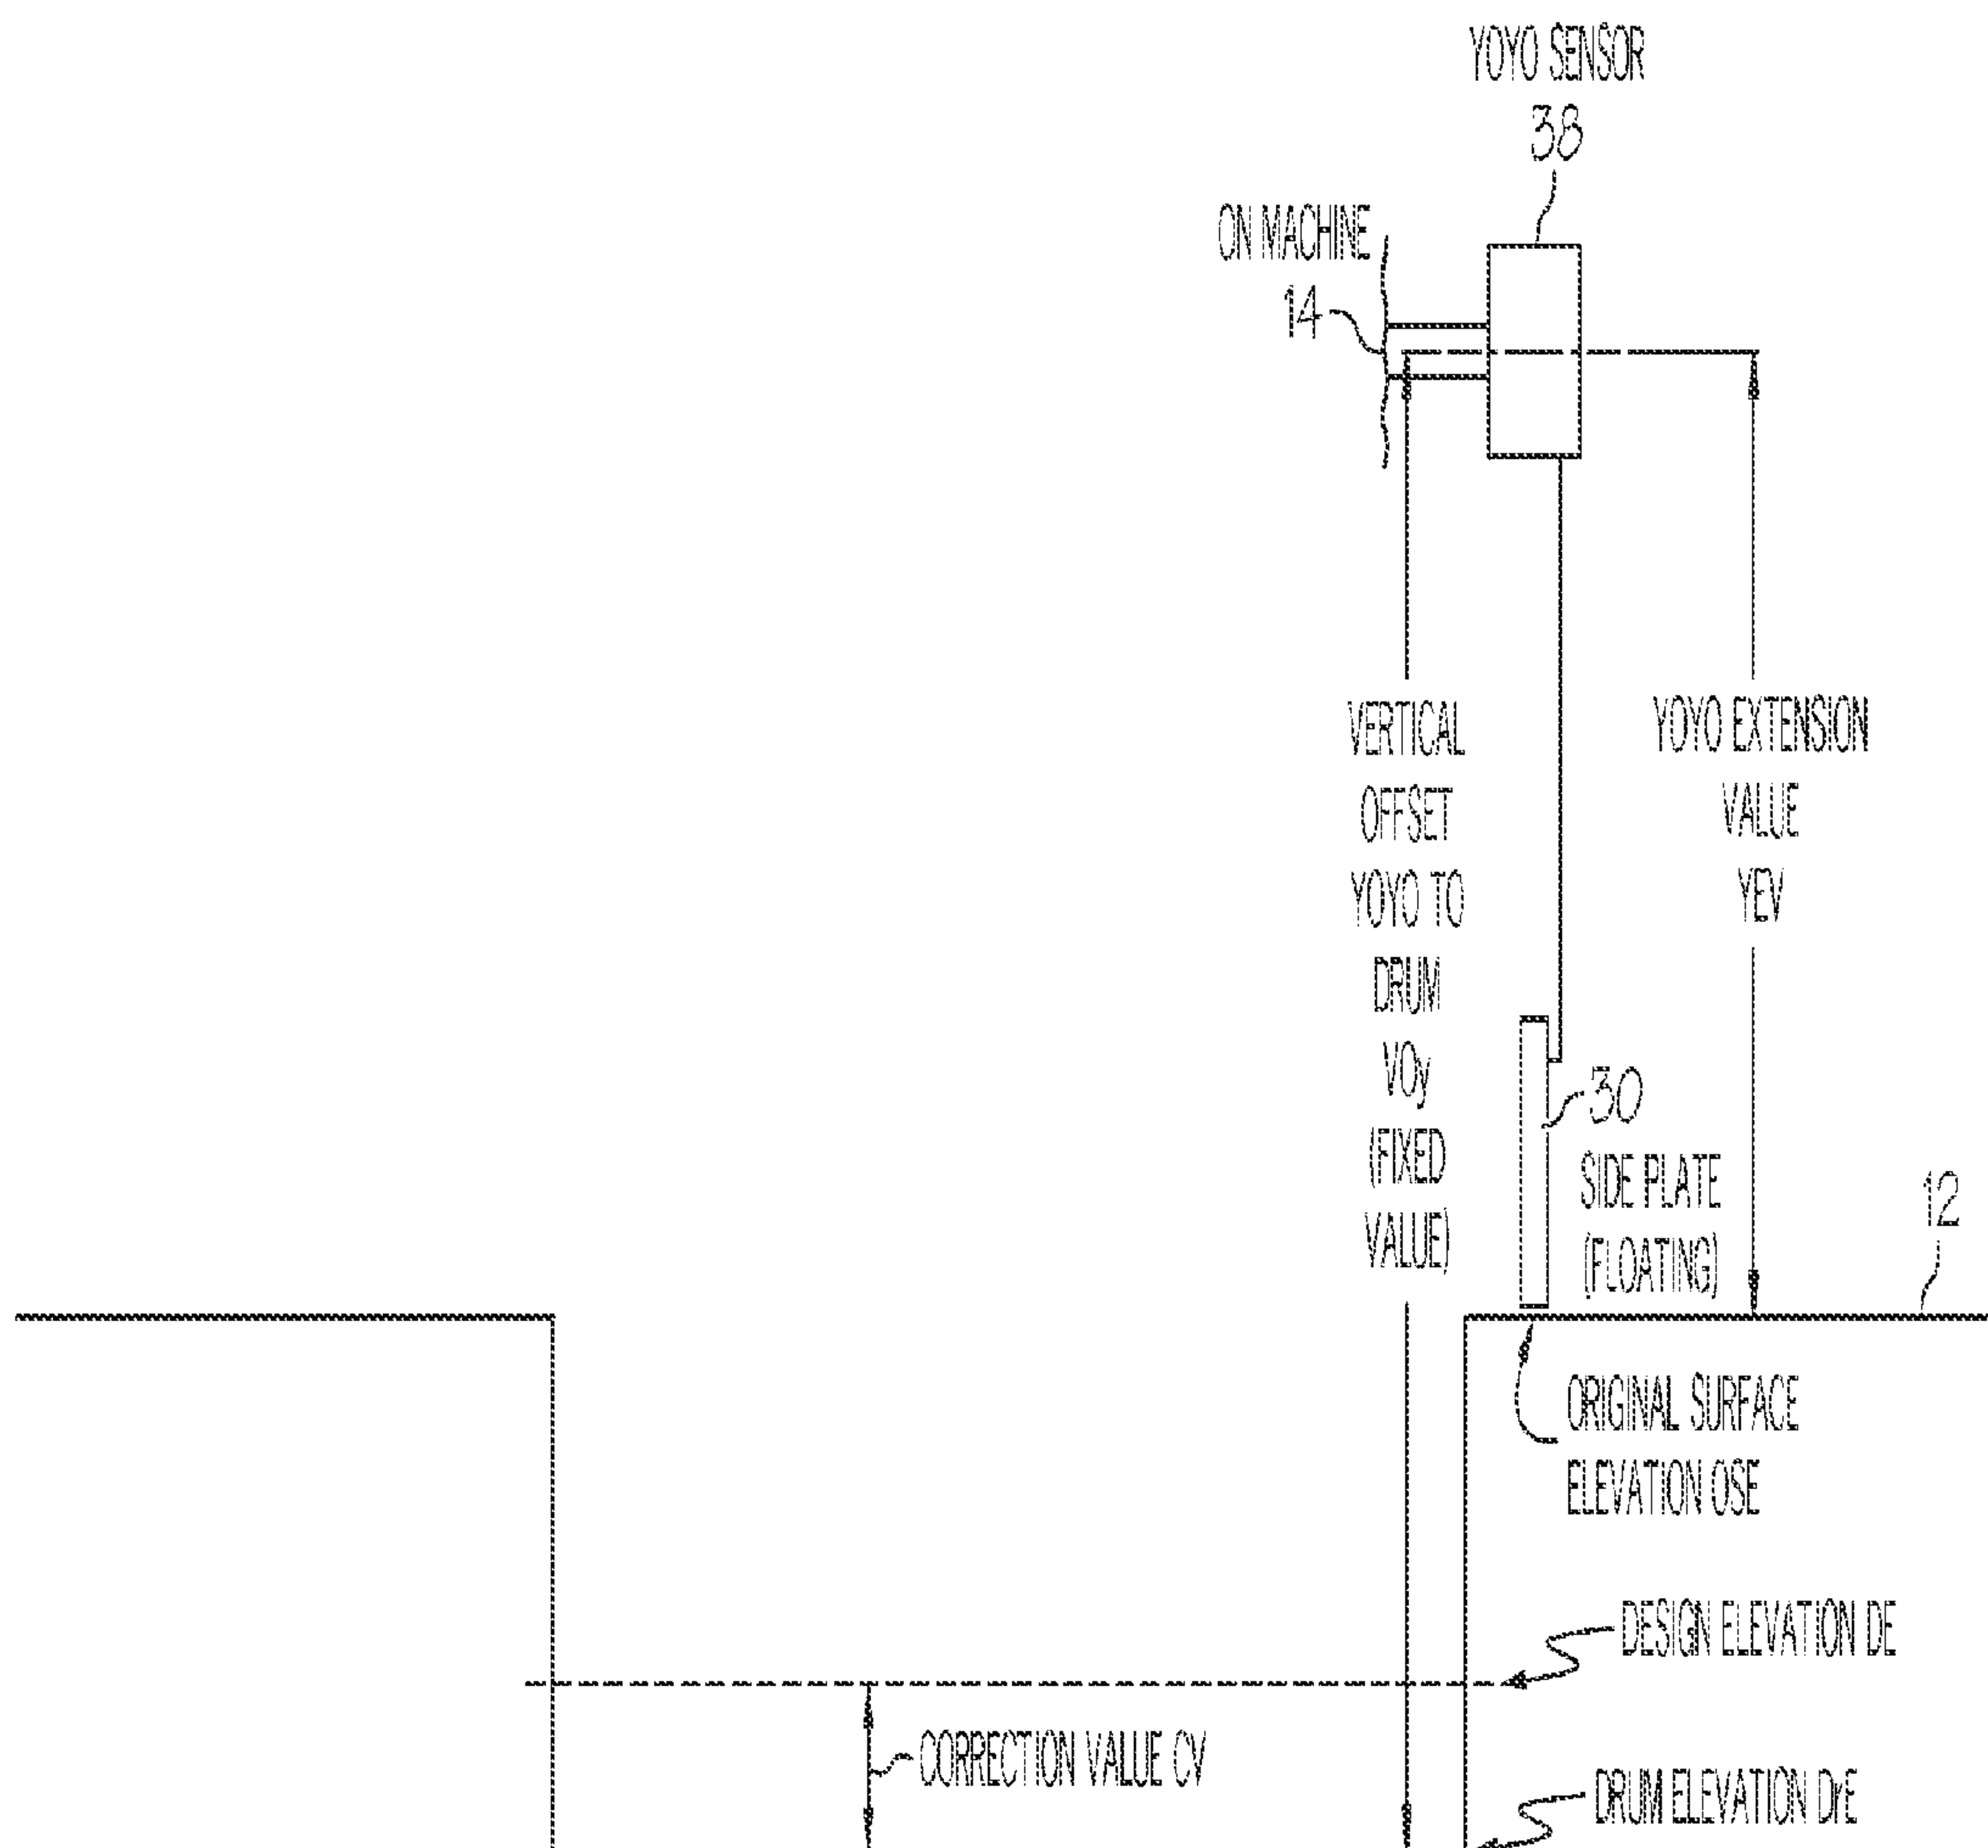 YOYO SENSOR
38
ON MACHINE
14
VERTICAL
OFFSET
YOYO TO
DRUM
VOy
(FIXED
VALUE)
YOYO EXTENSION
VALUE
YEV
30
SIDE PLATE
(FLOATING)
12
ORIGINAL SURFACE
ELEVATION OSE
DESIGN ELEVATION DE
CORRECTION VALUE CV
DRUM ELEVATION DrE